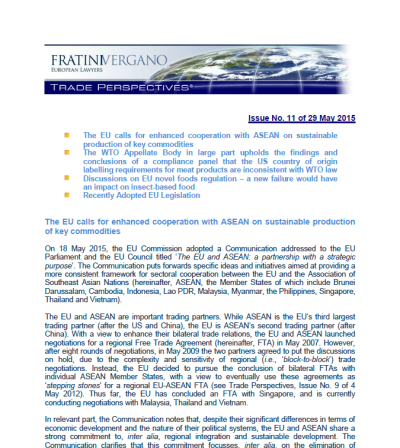 FRATINIVERGANO
EUROPEAN LAWYERS
TRADE PERSPECTIVES®
Issue No. 11 of 29 May 2015
The EU calls for enhanced cooperation with ASEAN on sustainable
production of key commodities
The WTO Appellate Body in large part upholds the findings and
conclusions of a compliance panel that the US country of origin
labelling requirements for meat products are inconsistent with WTO law
Discussions on EU novel foods regulation – a new failure would have
an impact on insect-based food
Recently Adopted EU Legislation
The EU calls for enhanced cooperation with ASEAN on sustainable production
of key commodities
On 18 May 2015, the EU Commission adopted a Communication addressed to the EU
Parliament and the EU Council titled 'The EU and ASEAN: a partnership with a strategic
purpose'. The Communication puts forwards specific ideas and initiatives aimed at providing a
more consistent framework for sectoral cooperation between the EU and the Association of
Southeast Asian Nations (hereinafter, ASEAN, the Member States of which include Brunei
Darussalam, Cambodia, Indonesia, Lao PDR, Malaysia, Myanmar, the Philippines, Singapore,
Thailand and Vietnam).
The EU and ASEAN are important trading partners. While ASEAN is the EU's third largest
trading partner (after the US and China), the EU is ASEAN's second trading partner (after
China). With a view to enhance their bilateral trade relations, the EU and ASEAN launched
negotiations for a regional Free Trade Agreement (hereinafter, FTA) in May 2007. However,
after eight rounds of negotiations, in May 2009 the two partners agreed to put the discussions
on hold, due to the complexity and sensitivity of regional (i.e., 'block-to-block') trade
negotiations. Instead, the EU decided to pursue the conclusion of bilateral FTAs with
individual ASEAN Member States, with a view to eventually use these agreements as
'stepping stones' for a regional EU-ASEAN FTA (see Trade Perspectives, Issue No. 9 of 4
May 2012). Thus far, the EU has concluded an FTA with Singapore, and is currently
conducting negotiations with Malaysia, Thailand and Vietnam.
In relevant part, the Communication notes that, despite their significant differences in terms of
economic development and the nature of their political systems, the EU and ASEAN share a
strong commitment to, inter alia, regional integration and sustainable development. The
Communication clarifies that this commitment focusses, inter alia, on the elimination of